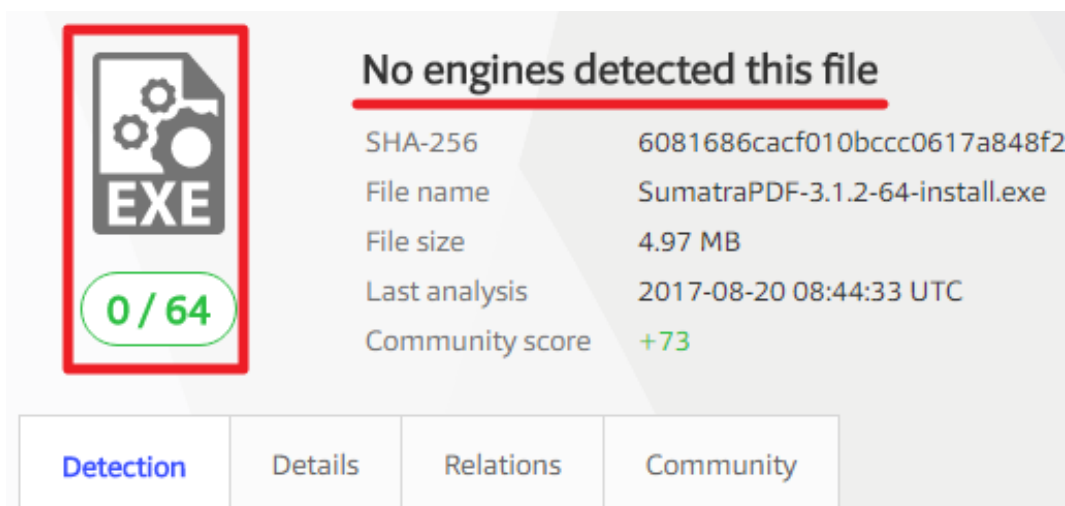 EXE
0 / 64
No engines detected this file
SHA-256 6081686cacf010bccc0617a848f2
File name SumatraPDF-3.1.2-64-install.exe
File size 4.97 MB
Last analysis 2017-08-20 08:44:33 UTC
Community score +73
Detection Details Relations Community